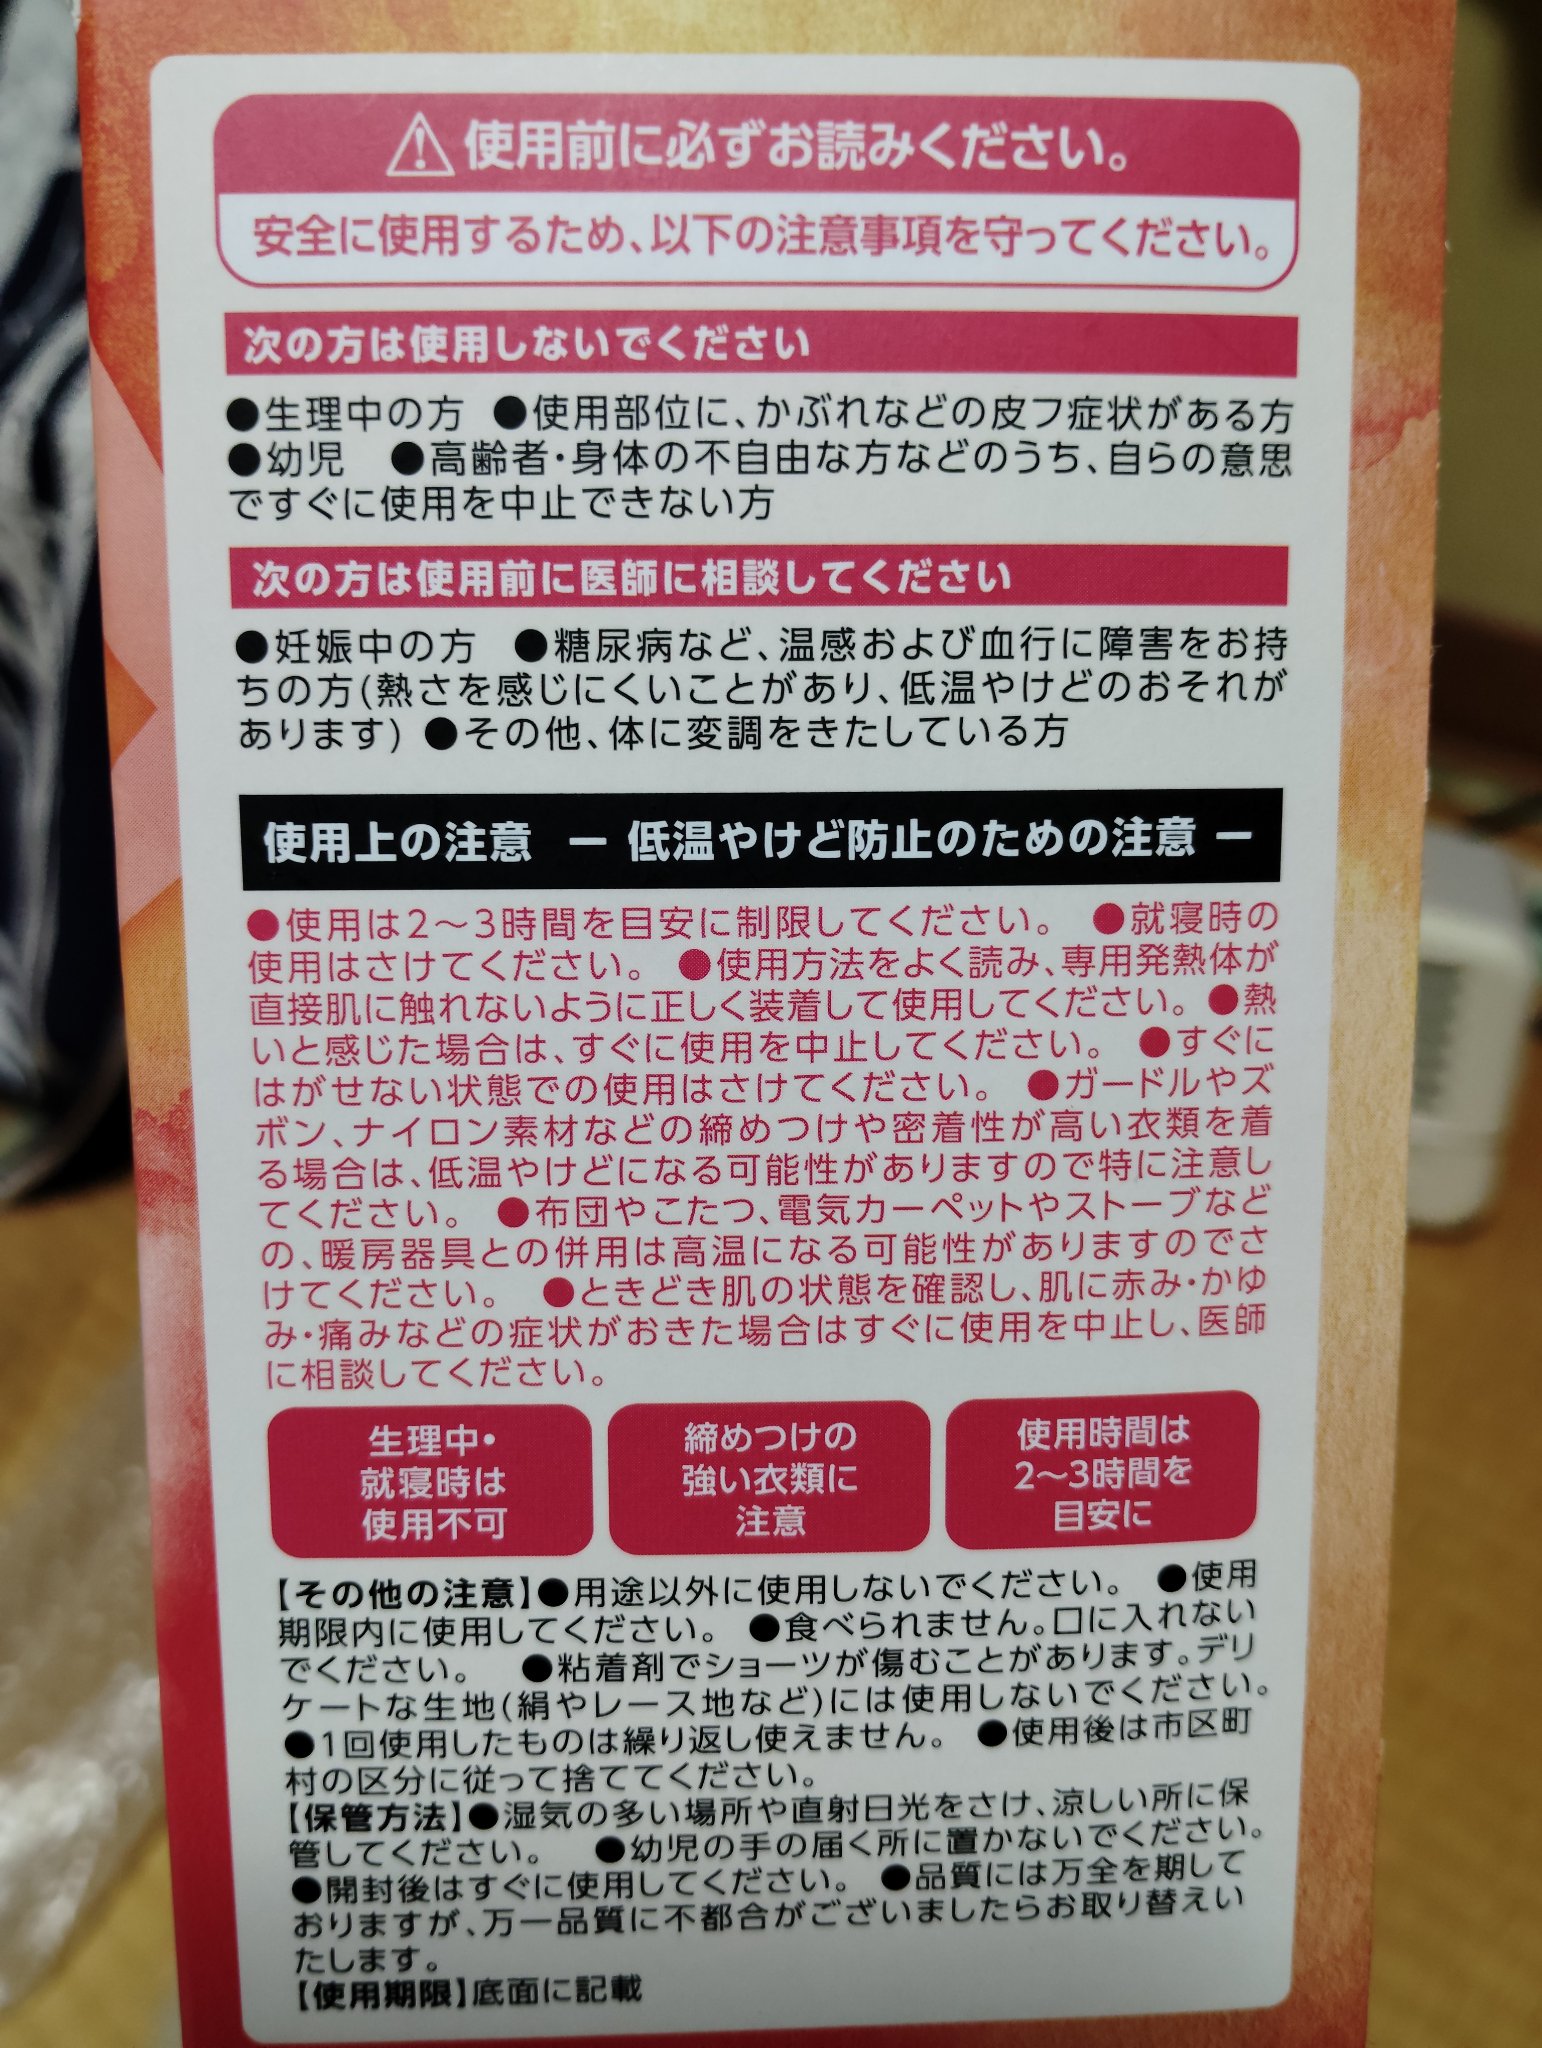 ⚠使用前に必ずお読みください。
安全に使用するため、以下の注意事項を守ってください。
次の方は使用しないでください
●生理中の方 ●使用部位に、かぶれなどの皮フ症状がある方
●幼児 ●高齢者・身体の不自由な方などのうち、自らの意思
ですぐに使用を中止できない方
次の方は使用前に医師に相談してください
●妊娠中の方 ●糖尿病など、温感および血行に障害をお持
ちの方(熱さを感じにくいことがあり、低温やけどのおそれが
あります) ●その他、体に変調をきたしている方
使用上の注意 ー 低温やけど防止のための注意 ー
●使用は2〜3時間を目安に制限してください。 ●就寝時の
使用はさけてください。 ●使用方法をよく読み、専用発熱体が
直接肌に触れないように正しく装着して使用してください。 ●熱
いと感じた場合は、すぐに使用を中止してください。 ●すぐに
はがせない状態での使用はさけてください。 ●ガードルやズ
ボン、ナイロン素材などの締めつけや密着性が高い衣類を着
る場合は、低温やけどになる可能性がありますので特に注意し
てください。 ●布団やこたつ、電気カーペットやストーブなど
の、暖房器具との併用は高温になる可能性がありますのでさ
けてください。 ●ときどき肌の状態を確認し、肌に赤み・かゆ
み・痛みなどの症状がおきた場合はすぐに使用を中止し、医師
に相談してください。
生理中・
就寝時は
使用不可
締めつけの
強い衣類に
注意
使用時間は
2〜3時間を
目安に
【その他の注意】●用途以外に使用しないでください。 ●使用
期限内に使用してください。 ●食べられません。口に入れない
でください。 ●粘着剤でショーツが傷むことがあります。デリ
ケートな生地(絹やレース地など)には使用しないでください。
●1回使用したものは繰り返し使えません。 ●使用後は市区町
村の区分に従って捨ててください。
【保管方法】●湿気の多い場所や直射日光をさけ、涼しい所に保
管してください。 ●幼児の手の届く所に置かないでください。
●開封後はすぐに使用してください。 ●品質には万全を期して
おりますが、万一品質に不都合がございましたらお取り替えい
たします。
【使用期限】底面に記載